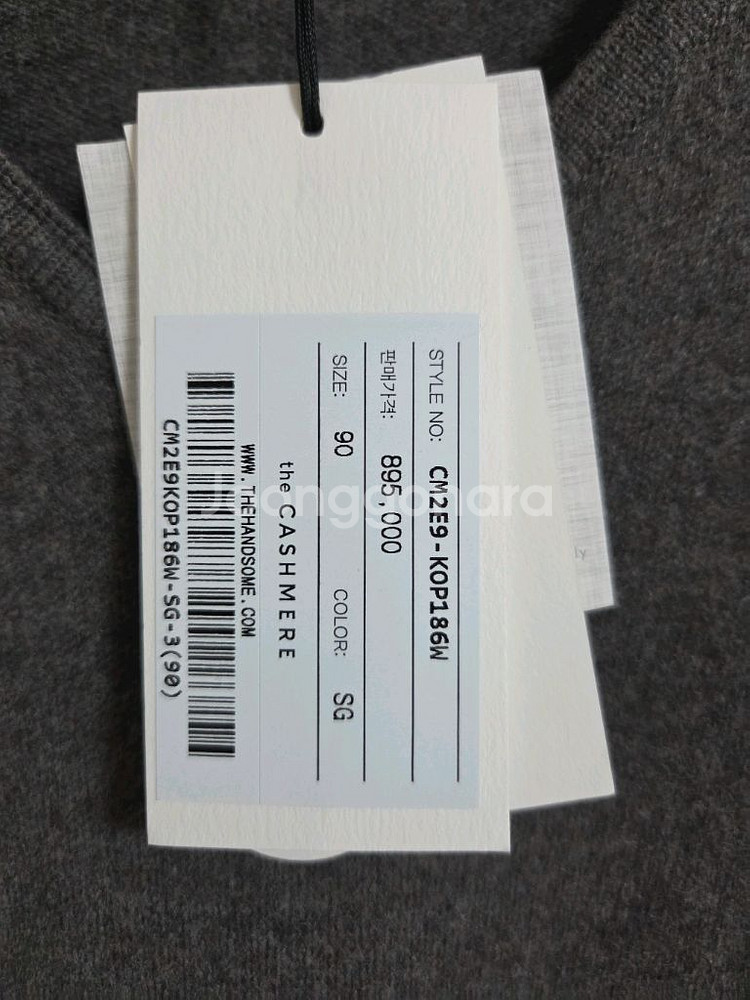 STYLE NO: CM2E9-KOP186W
판매가격: 895,000
SIZE: 90 COLOR: SG
the CASHMERE
WWW.THEHANDSOME.COM
CM2E9KOP186W-SG-3(90)
Joonggonara